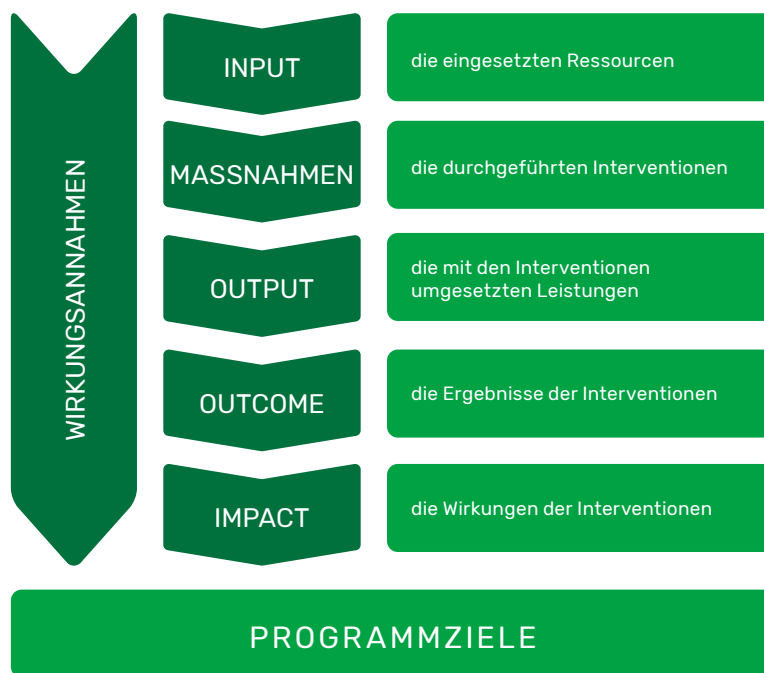 WIRKUNGSANNAHMEN
INPUT
die eingesetzten Ressourcen
MASSNAHMEN
die durchgeführten Interventionen
OUTPUT
die mit den Interventionen
umgesetzten Leistungen
OUTCOME
die Ergebnisse der Interventionen
IMPACT
die Wirkungen der Interventionen
PROGRAMMZIELE